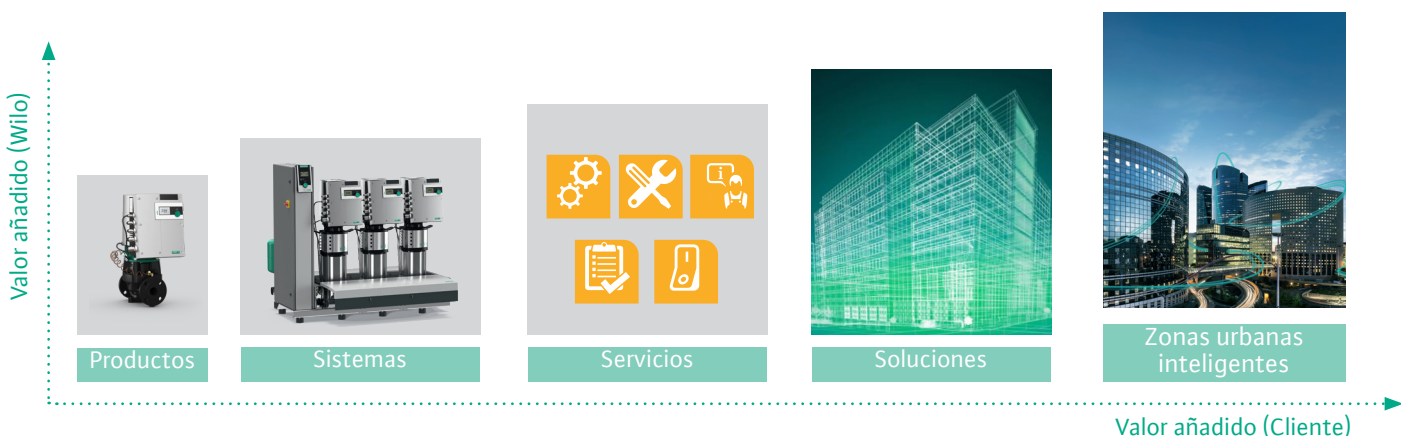 Valor añadido (Wilo)
Productos
Sistemas
Servicios
Soluciones
Zonas urbanas
inteligentes
Valor añadido (Cliente)